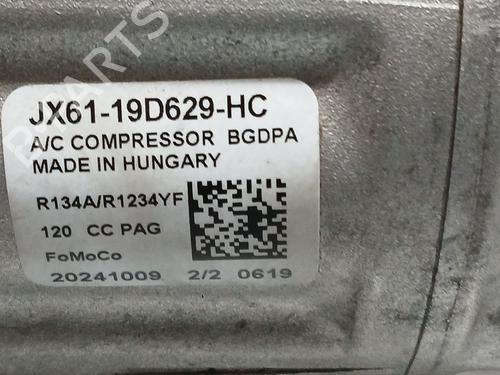 JX61-19D629-HC
A/C COMPRESSOR BGDPA
MADE IN HUNGARY
R134A/R1234YF
120 CC PAG
FoMoCo
20241009 2/2 0619